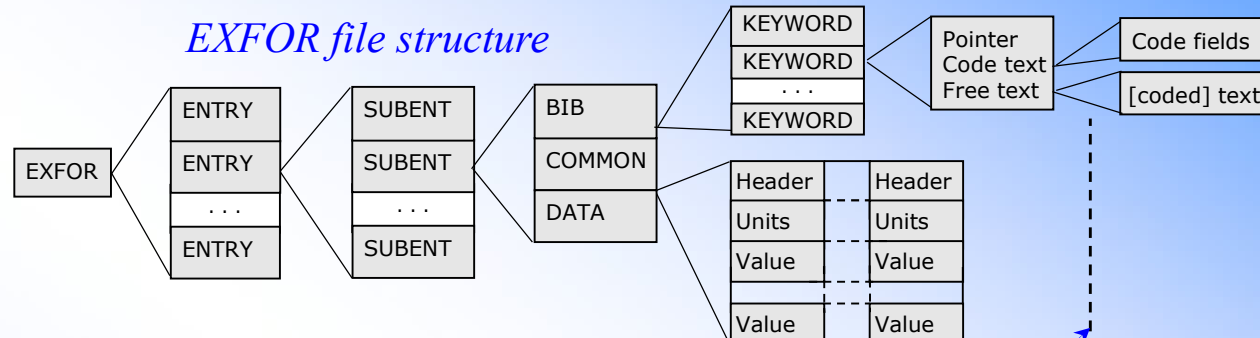 EXFOR file structure
EXFOR
ENTRY
ENTRY
. . .
ENTRY
SUBENT
SUBENT
. . .
SUBENT
BIB
COMMON
DATA
KEYWORD
KEYWORD
. . .
KEYWORD
Pointer
Code text
Free text
Code fields
[coded] text
Header Header
Units Units
Value Value
Value Value